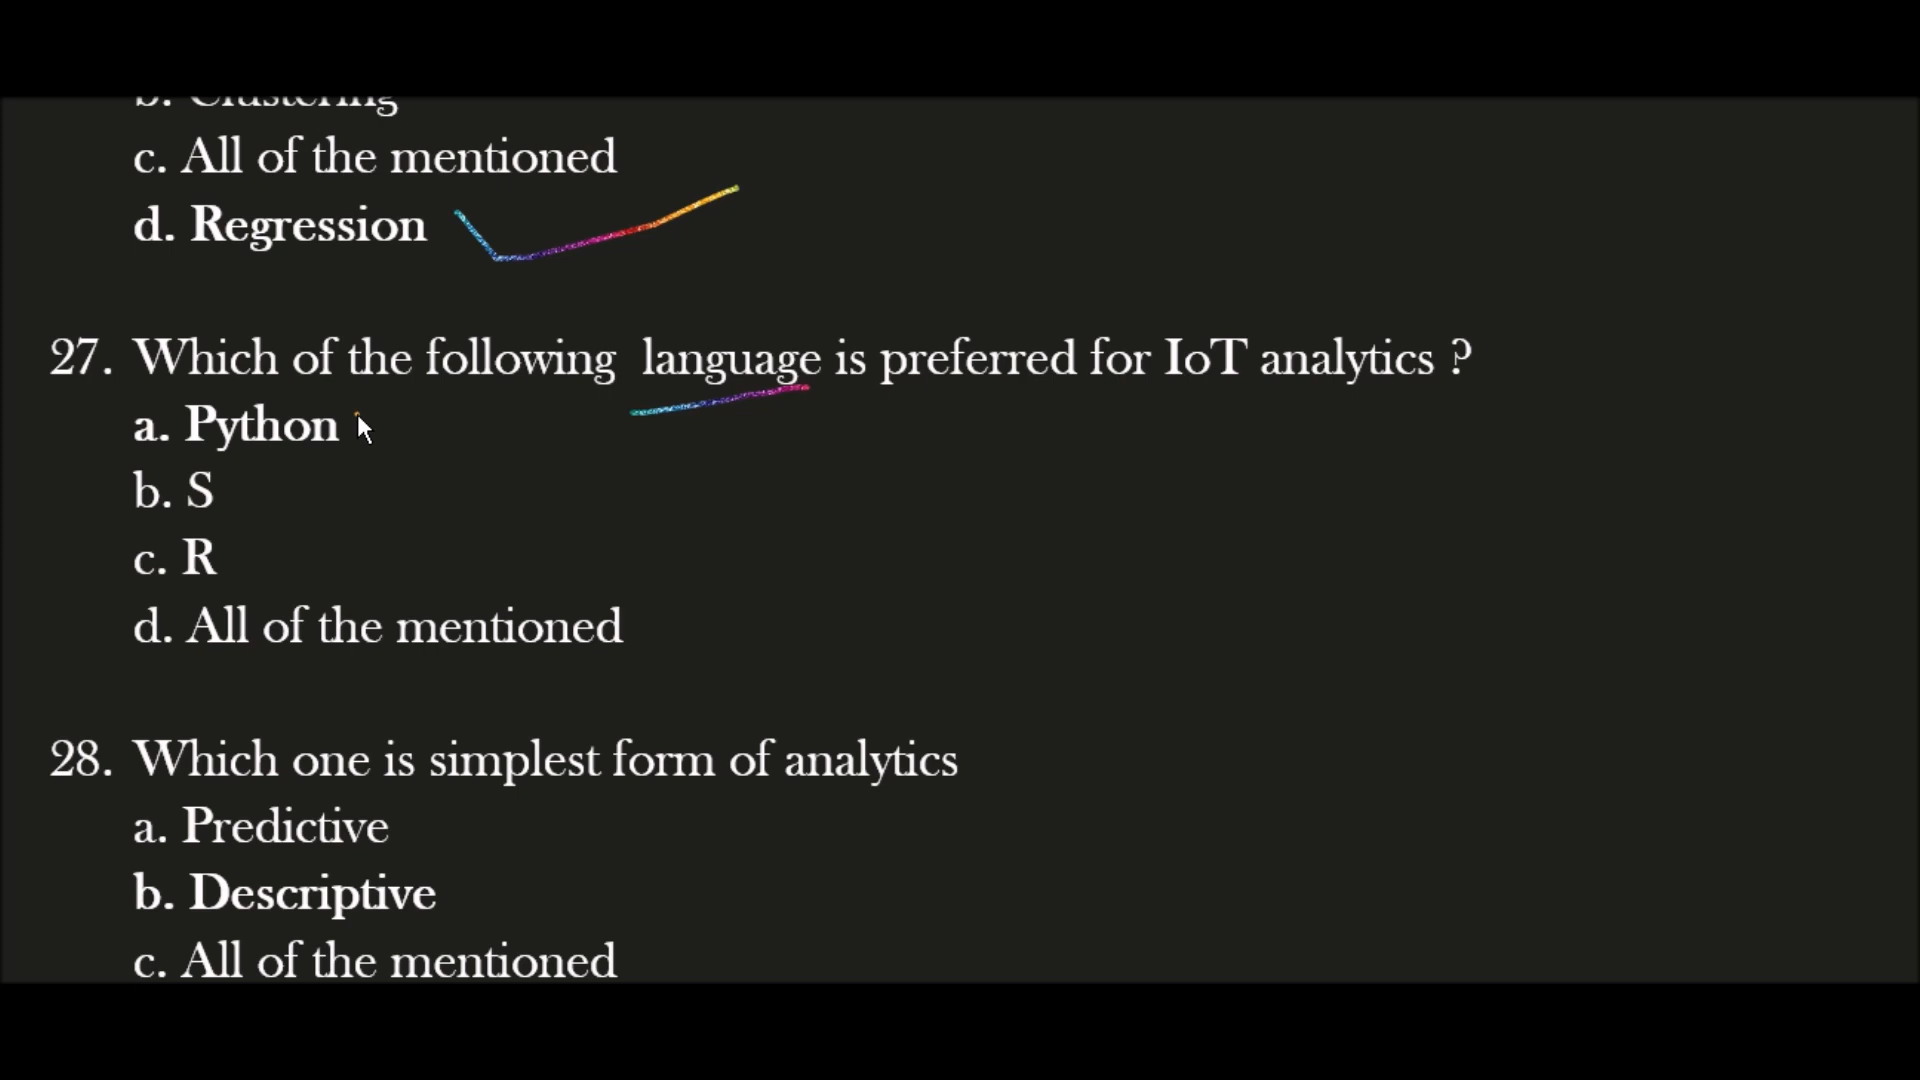 b. Clustering
c. All of the mentioned
d. Regression
27. Which of the following language is preferred for IoT analytics ?
a. Python
b. S
c. R
d. All of the mentioned
28. Which one is simplest form of analytics
a. Predictive
b. Descriptive
c. All of the mentioned